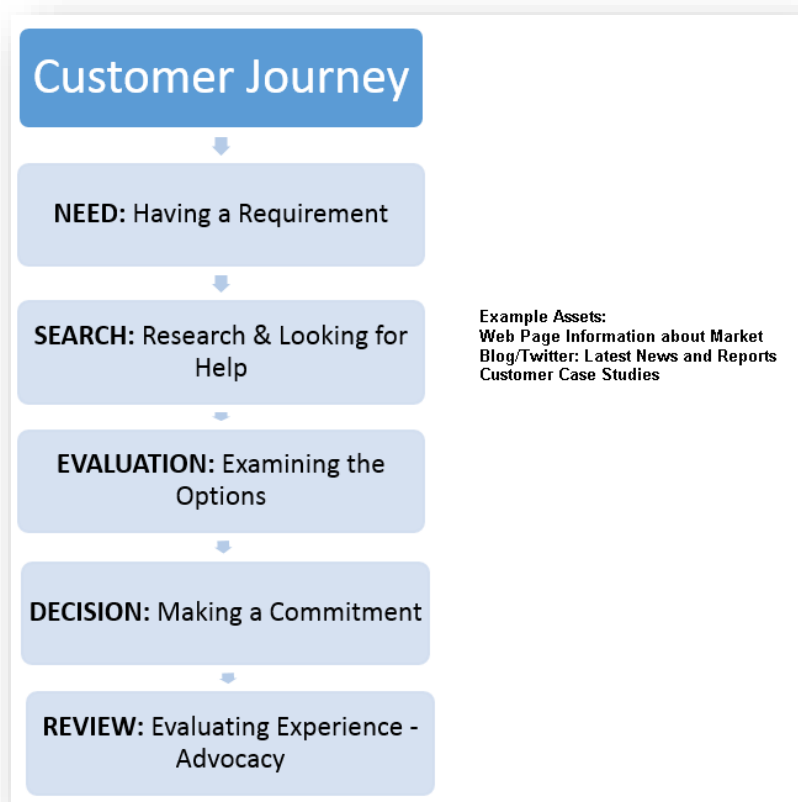 Customer Journey
NEED: Having a Requirement
SEARCH: Research & Looking for
Help
Example Assets:
Web Page Information about Market
Blog/Twitter: Latest News and Reports
Customer Case Studies
EVALUATION: Examining the
Options
DECISION: Making a Commitment
REVIEW: Evaluating Experience -
Advocacy